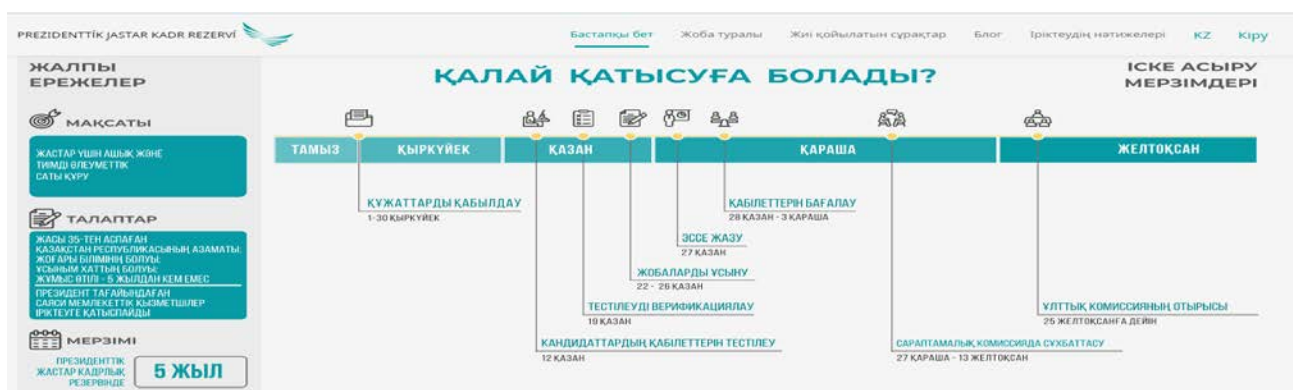 PREZIDENTTİK JASTAR KADR REZERVİ
Бастапқы бет Жоба туралы Жиі қойылатын сұрақтар Блог Іріктеудің нәтижелері KZ Кіру
ЖАЛПЫ
ЕРЕЖЕЛЕР
МАҚСАТЫ
ЖАСТАР ҮШІН АШЫҚ ЖӘНЕ
ТИІМДІ ӘЛЕУМЕТТІК
САТЫ ҚҰРУ
ТАЛАПТАР
ЖАСЫ 35-ТЕН АСПАҒАН
ҚАЗАҚСТАН РЕСПУБЛИКАСЫНЫҢ АЗАМАТЫ;
ЖОҒАРЫ БІЛІМІНІҢ БОЛУЫ;
ҰСЫНЫМ ХАТТЫҢ БОЛУЫ;
ЖҰМЫС ӨТІЛІ - 5 ЖЫЛДАН КЕМ ЕМЕС
ПРЕЗИДЕНТ ТАҒАЙЫНДАҒАН
САЯСИ МЕМЛЕКЕТТІК ҚЫЗМЕТШІЛЕР
ІРІКТЕУГЕ ҚАТЫСПАЙДЫ
МЕРЗІМІ
ПРЕЗИДЕНТТІК
ЖАСТАР КАДРЛЫҚ
РЕЗЕРВІНДЕ
5 ЖЫЛ
ҚАЛАЙ ҚАТЫСУҒА БОЛАДЫ?
ІСКЕ АСЫРУ
МЕРЗІМДЕРІ
ТАМЫЗ ҚЫРКҮЙЕК ҚАЗАН ҚАРАША ЖЕЛТОҚСАН
ҚҰЖАТТАРДЫ ҚАБЫЛДАУ
1-30 ҚЫРКҮЙЕК
ҚАБІЛЕТТЕРІН БАҒАЛАУ
28 ҚАЗАН - 3 ҚАРАША
ЭССЕ ЖАЗУ
27 ҚАЗАН
ЖОБАЛАРДЫ ҰСЫНУ
22 - 26 ҚАЗАН
ТЕСТІЛЕУДІ ВЕРИФИКАЦИЯЛАУ
19 ҚАЗАН
ҰЛТТЫҚ КОМИССИЯНЫҢ ОТЫРЫСЫ
25 ЖЕЛТОҚСАНҒА ДЕЙІН
КАНДИДАТТАРДЫҢ ҚАБІЛЕТТЕРІН ТЕСТІЛЕУ
12 ҚАЗАН
САРАПТАМАЛЫҚ КОМИССИЯДА СҰХБАТТАСУ
27 ҚАРАША - 13 ЖЕЛТОҚСАН